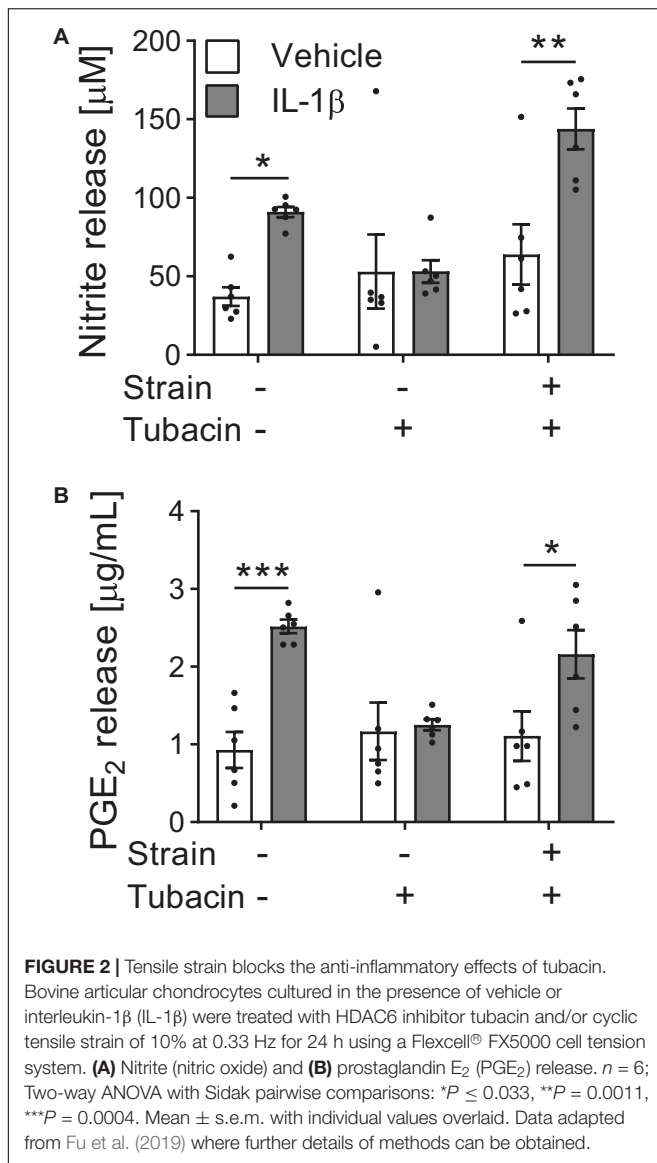 A
Nitrite release [µM]
200
150
100
50
0
Vehicle
IL-1β
*
**
Strain - - +
Tubacin - + +
B
PGE₂ release [µg/mL]
4
3
2
1
0
***
*
Strain - - +
Tubacin - + +
FIGURE 2 | Tensile strain blocks the anti-inflammatory effects of tubacin.
Bovine articular chondrocytes cultured in the presence of vehicle or
interleukin-1β (IL-1β) were treated with HDAC6 inhibitor tubacin and/or cyclic
tensile strain of 10% at 0.33 Hz for 24 h using a Flexcell® FX5000 cell tension
system. (A) Nitrite (nitric oxide) and (B) prostaglandin E₂ (PGE₂) release. n = 6;
Two-way ANOVA with Sidak pairwise comparisons: *P ≤ 0.033, **P = 0.0011,
***P = 0.0004. Mean ± s.e.m. with individual values overlaid. Data adapted
from Fu et al. (2019) where further details of methods can be obtained.